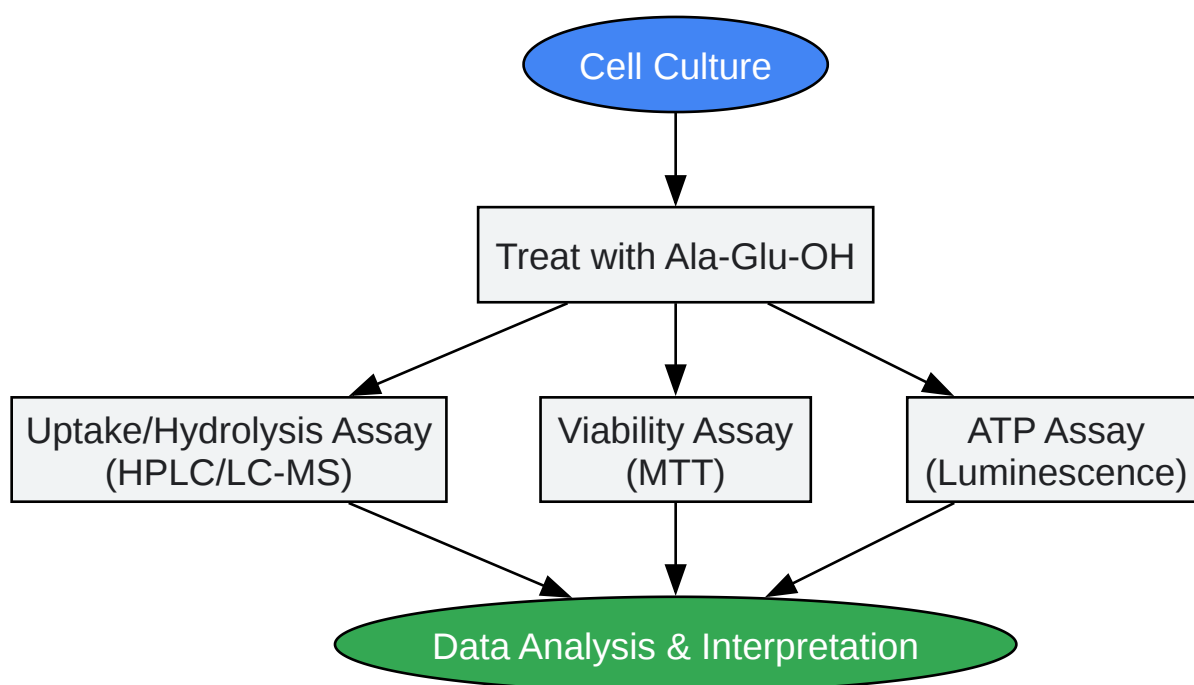 Cell Culture
Treat with Ala-Glu-OH
Uptake/Hydrolysis Assay
(HPLC/LC-MS)
Viability Assay
(MTT)
ATP Assay
(Luminescence)
Data Analysis & Interpretation